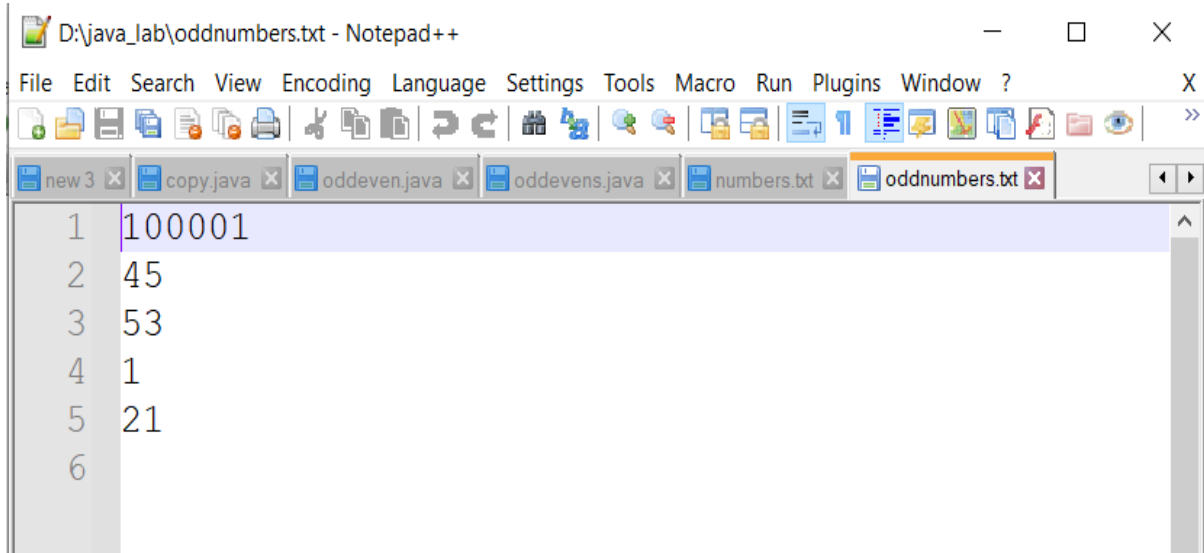 D:\java_lab\oddnumbers.txt - Notepad++
File Edit Search View Encoding Language Settings Tools Macro Run Plugins Window ? X
new 3 copy.java oddeven.java oddevens.java numbers.txt oddnumbers.txt
1 100001
2 45
3 53
4 1
5 21
6